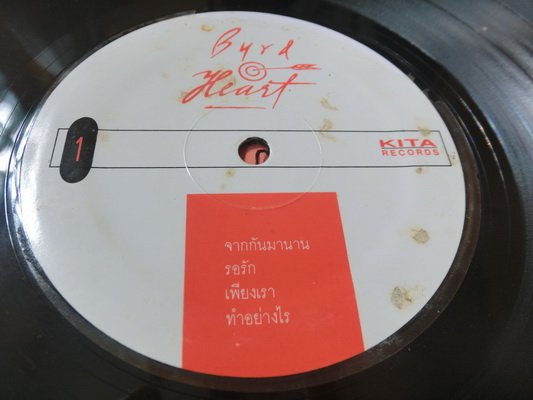 Byrd
Heart
1
KITA
RECORDS
จากกันมานาน
รอรัก
เพียงเรา
ทำอย่างไร